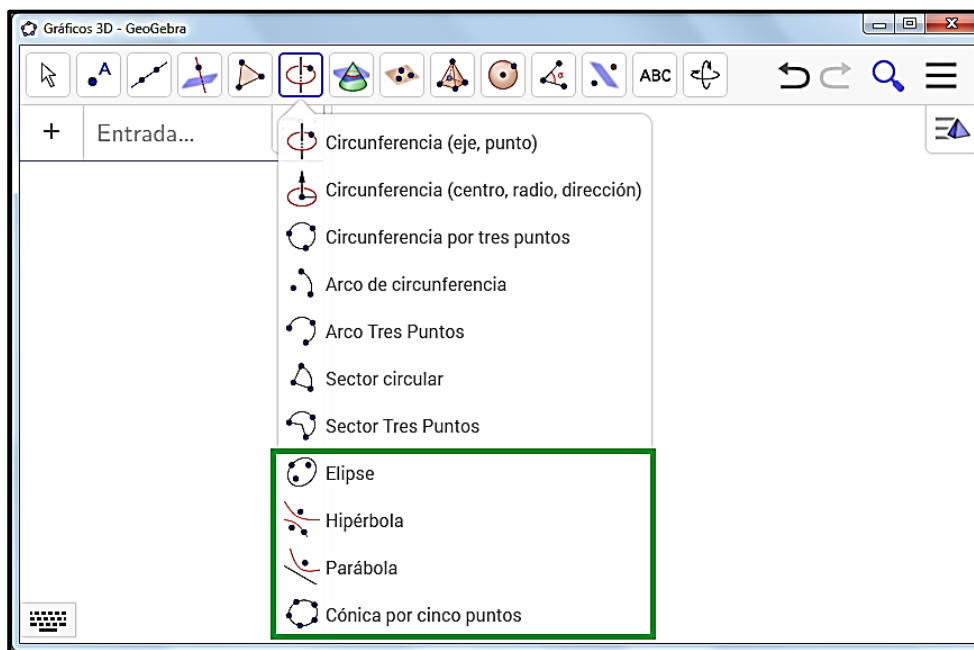 Gráficos 3D - GeoGebra
A
α
ABC
+ Entrada...
Circunferencia (eje, punto)
Circunferencia (centro, radio, dirección)
Circunferencia por tres puntos
Arco de circunferencia
Arco Tres Puntos
Sector circular
Sector Tres Puntos
Elipse
Hipérbola
Parábola
Cónica por cinco puntos